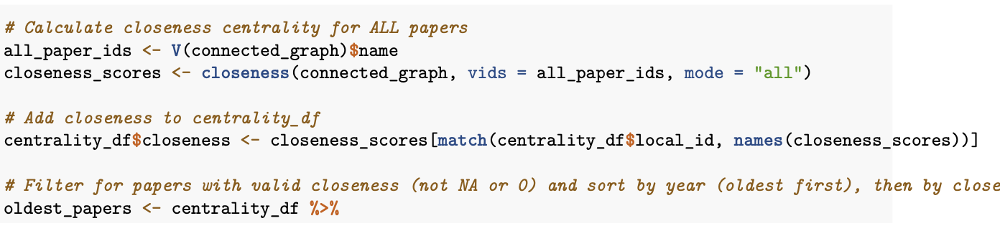 # Calculate closeness centrality for ALL papers
all_paper_ids <- V(connected_graph)$name
closeness_scores <- closeness(connected_graph, vids = all_paper_ids, mode = "all")
# Add closeness to centrality_df
centrality_df$closeness <- closeness_scores[match(centrality_df$local_id, names(closeness_scores))]
# Filter for papers with valid closeness (not NA or 0) and sort by year (oldest first), then by close
oldest_papers <- centrality_df %>%